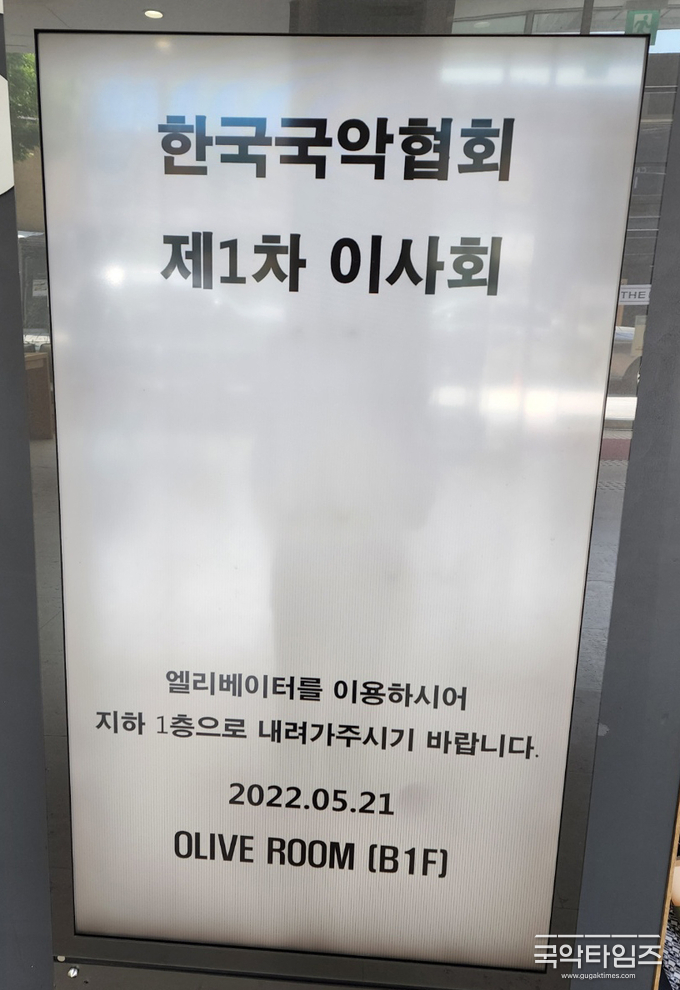 한국국악협회
제1차 이사회
THE
엘리베이터를 이용하시어
지하 1층으로 내려가주시기 바랍니다.
2022.05.21
OLIVE ROOM (B1F)
국악타임즈
www.gugaktimes.com